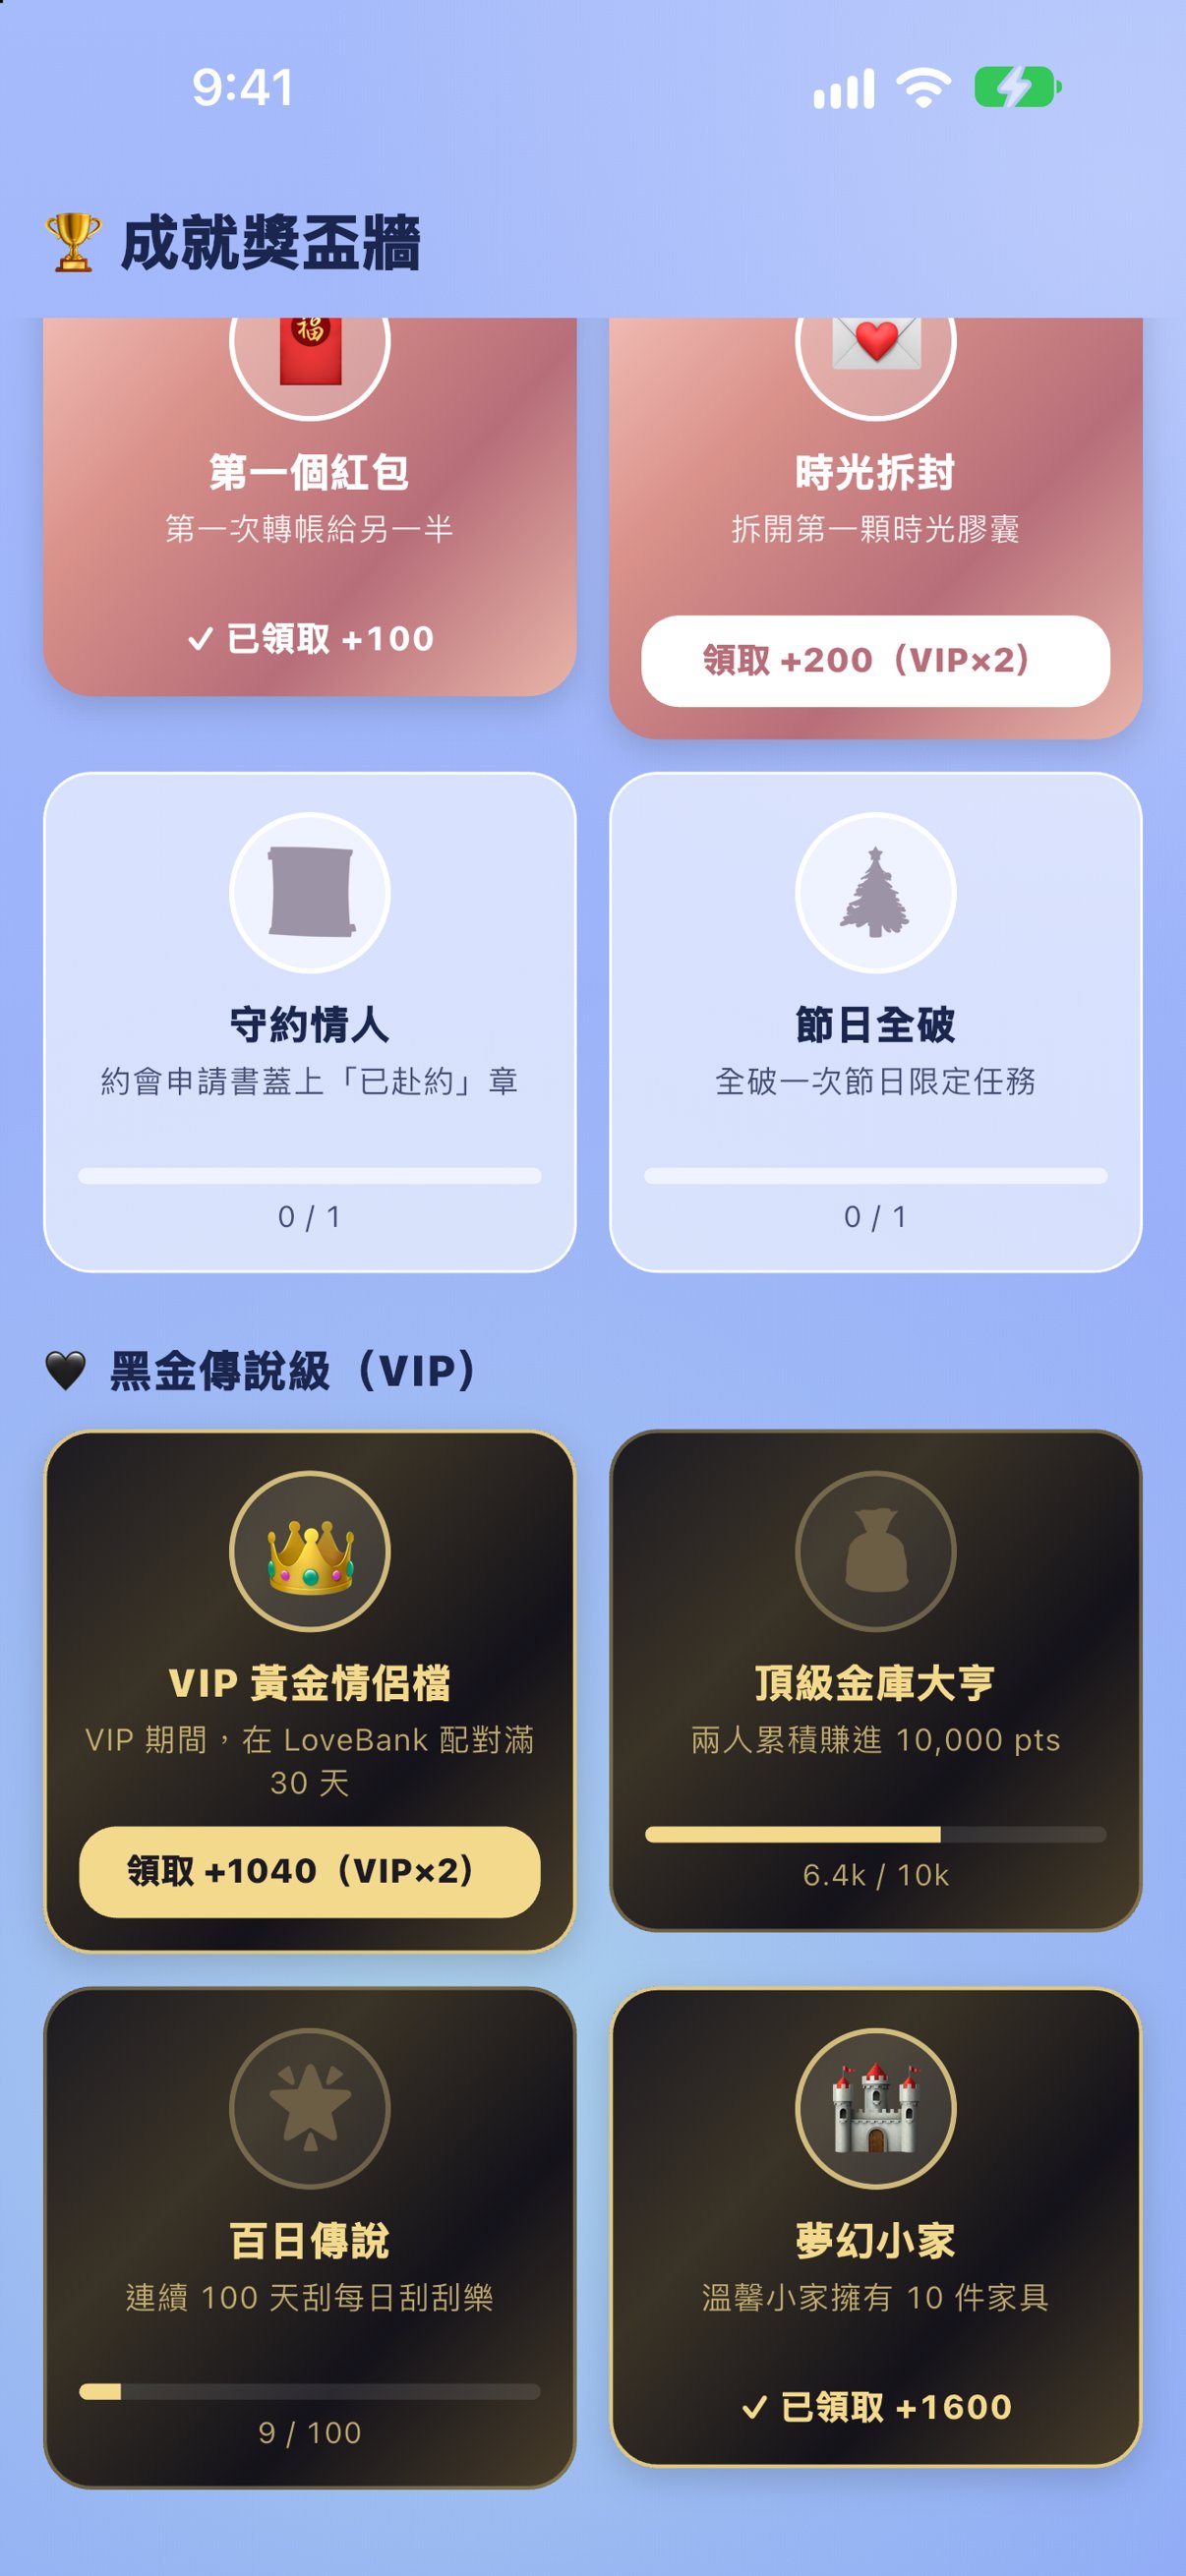 9:41
🏆 成就獎盃牆
福
第一個紅包
第一次轉帳給另一半
✓ 已領取 +100
時光拆封
拆開第一顆時光膠囊
領取 +200（VIP×2）
守約情人
約會申請書蓋上「已赴約」章
0 / 1
節日全破
全破一次節日限定任務
0 / 1
🖤 黑金傳說級（VIP）
VIP 黃金情侶檔
VIP 期間，在 LoveBank 配對滿
30 天
領取 +1040（VIP×2）
頂級金庫大亨
兩人累積賺進 10,000 pts
6.4k / 10k
百日傳說
連續 100 天刮每日刮刮樂
9 / 100
夢幻小家
溫馨小家擁有 10 件家具
✓ 已領取 +1600